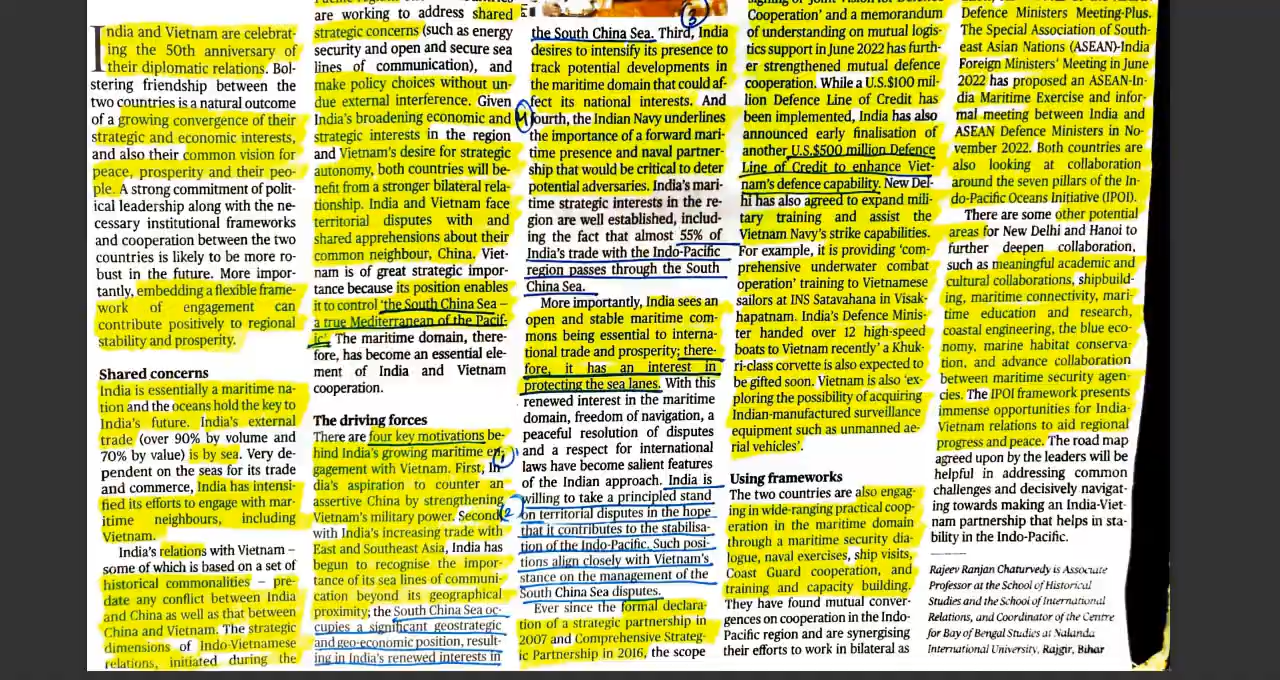 India and Vietnam are celebrat-
ing the 50th anniversary of
their diplomatic relations. Bol-
stering friendship between the
two countries is a natural outcome
of a growing convergence of their
strategic and economic interests,
and also their common vision for
peace, prosperity and their peo-
ple. A strong commitment of polit-
ical leadership along with the ne-
cessary institutional frameworks
and cooperation between the two
countries is likely to be more ro-
bust in the future. More impor-
tantly, embedding a flexible frame-
work of engagement can
contribute positively to regional
stability and prosperity.
Shared concerns
India is essentially a maritime na-
tion and the oceans hold the key to
India's future. India's external
trade (over 90% by volume and
70% by value) is by sea. Very de-
pendent on the seas for its trade
and commerce, India has intensi-
fied its efforts to engage with mar-
itime neighbours, including
Vietnam.
India's relations with Vietnam –
some of which is based on a set of
historical commonalities – pre-
date any conflict between India
and China as well as that between
China and Vietnam. The strategic
dimensions of Indo-Vietnamese
relations, initiated during the
are working to address shared
strategic concerns (such as energy
security and open and secure sea
lines of communication), and
make policy choices without un-
due external interference. Given
India's broadening economic and
strategic interests in the region
and Vietnam's desire for strategic
autonomy, both countries will be-
nefit from a stronger bilateral rela-
tionship. India and Vietnam face
territorial disputes with and
shared apprehensions about their
common neighbour, China. Viet-
nam is of great strategic impor-
tance because its position enables
it to control 'the South China Sea –
a true Mediterranean of the Pacif-
ic'. The maritime domain, there-
fore, has become an essential ele-
ment of India and Vietnam
cooperation.
The driving forces
There are four key motivations be-
hind India's growing maritime en-
gagement with Vietnam. First, In-
dia's aspiration to counter an
assertive China by strengthening
Vietnam's military power. Second,
with India's increasing trade with
East and Southeast Asia, India has
begun to recognise the impor-
tance of its sea lines of communi-
cation beyond its geographical
proximity; the South China Sea oc-
cupies a significant geostrategic
and geo-economic position, result-
ing in India's renewed interests in
3
the South China Sea. Third, India
desires to intensify its presence to
track potential developments in
the maritime domain that could af-
fect its national interests. And
fourth, the Indian Navy underlines
the importance of a forward mari-
time presence and naval partner-
ship that would be critical to deter
potential adversaries. India's mari-
time strategic interests in the re-
gion are well established, includ-
ing the fact that almost 55% of
India's trade with the Indo-Pacific
region passes through the South
China Sea.
More importantly, India sees an
open and stable maritime com-
mons being essential to interna-
tional trade and prosperity; there-
fore, it has an interest in
protecting the sea lanes. With this
renewed interest in the maritime
domain, freedom of navigation, a
peaceful resolution of disputes
and a respect for international
laws have become salient features
of the Indian approach. India is
willing to take a principled stand
on territorial disputes in the hope
that it contributes to the stabilisa-
tion of the Indo-Pacific. Such posi-
tions align closely with Vietnam's
stance on the management of the
South China Sea disputes.
Ever since the formal declara-
tion of a strategic partnership in
2007 and Comprehensive Strateg-
ic Partnership in 2016, the scope
Cooperation' and a memorandum
of understanding on mutual logis-
tics support in June 2022 has furth-
er strengthened mutual defence
cooperation. While a U.S.$100 mil-
lion Defence Line of Credit has
been implemented, India has also
announced early finalisation of
another U.S.$500 million Defence
Line of Credit to enhance Viet-
nam's defence capability. New Del-
hi has also agreed to expand mili-
tary training and assist the
Vietnam Navy's strike capabilities.
For example, it is providing 'com-
prehensive underwater combat
operation' training to Vietnamese
sailors at INS Satavahana in Visak-
hapatnam. India's Defence Minis-
ter handed over 12 high-speed
boats to Vietnam recently' a Khuk-
ri-class corvette is also expected to
be gifted soon. Vietnam is also 'ex-
ploring the possibility of acquiring
Indian-manufactured surveillance
equipment such as unmanned ae-
rial vehicles'.
Using frameworks
The two countries are also engag-
ing in wide-ranging practical coop-
eration in the maritime domain
through a maritime security dia-
logue, naval exercises, ship visits,
Coast Guard cooperation, and
training and capacity building.
They have found mutual conver-
gences on cooperation in the Indo-
Pacific region and are synergising
their efforts to work in bilateral as
Defence Ministers Meeting-Plus.
The Special Association of South-
east Asian Nations (ASEAN)-India
Foreign Ministers' Meeting in June
2022 has proposed an ASEAN-In-
dia Maritime Exercise and infor-
mal meeting between India and
ASEAN Defence Ministers in No-
vember 2022. Both countries are
also looking at collaboration
around the seven pillars of the In-
do-Pacific Oceans Initiative (IPOI).
There are some other potential
areas for New Delhi and Hanoi to
further deepen collaboration,
such as meaningful academic and
cultural collaborations, shipbuild-
ing, maritime connectivity, mari-
time education and research,
coastal engineering, the blue eco-
nomy, marine habitat conserva-
tion, and advance collaboration
between maritime security agen-
cies. The IPOI framework presents
immense opportunities for India-
Vietnam relations to aid regional
progress and peace. The road map
agreed upon by the leaders will be
helpful in addressing common
challenges and decisively navigat-
ing towards making an India-Viet-
nam partnership that helps in sta-
bility in the Indo-Pacific.
Rajeev Ranjan Chaturvedy is Associate
Professor at the School of Historical
Studies and the School of International
Relations, and Coordinator of the Centre
for Bay of Bengal Studies at Nalanda
International University, Rajgir, Bihar